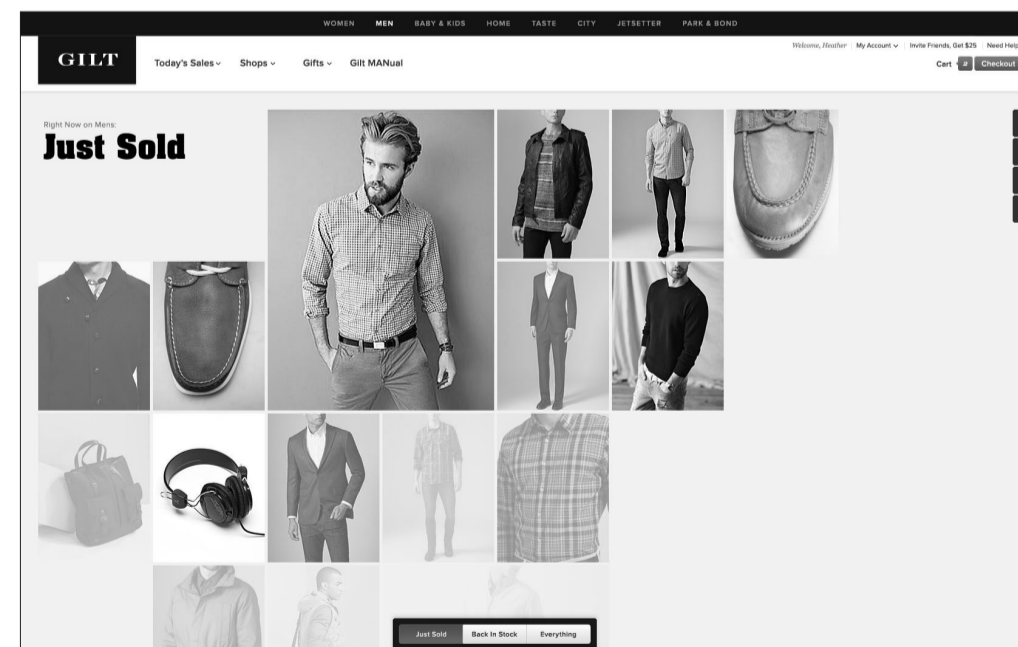 WOMEN MEN BABY & KIDS HOME TASTE CITY JETSETTER PARK & BOND
GILT
Welcome, Heather My Account Invite Friends, Get $25 Need Help
Today's Sales Shops Gifts Gilt MANual
Cart Checkout
Right Now on Mens:
Just Sold
Just Sold Back In Stock Everything